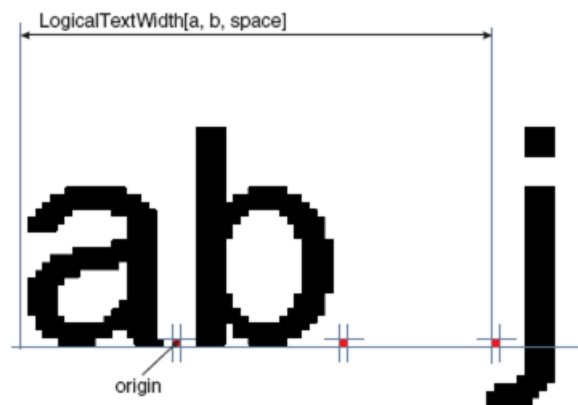 LogicalTextWidth[a, b, space]
ab j
origin